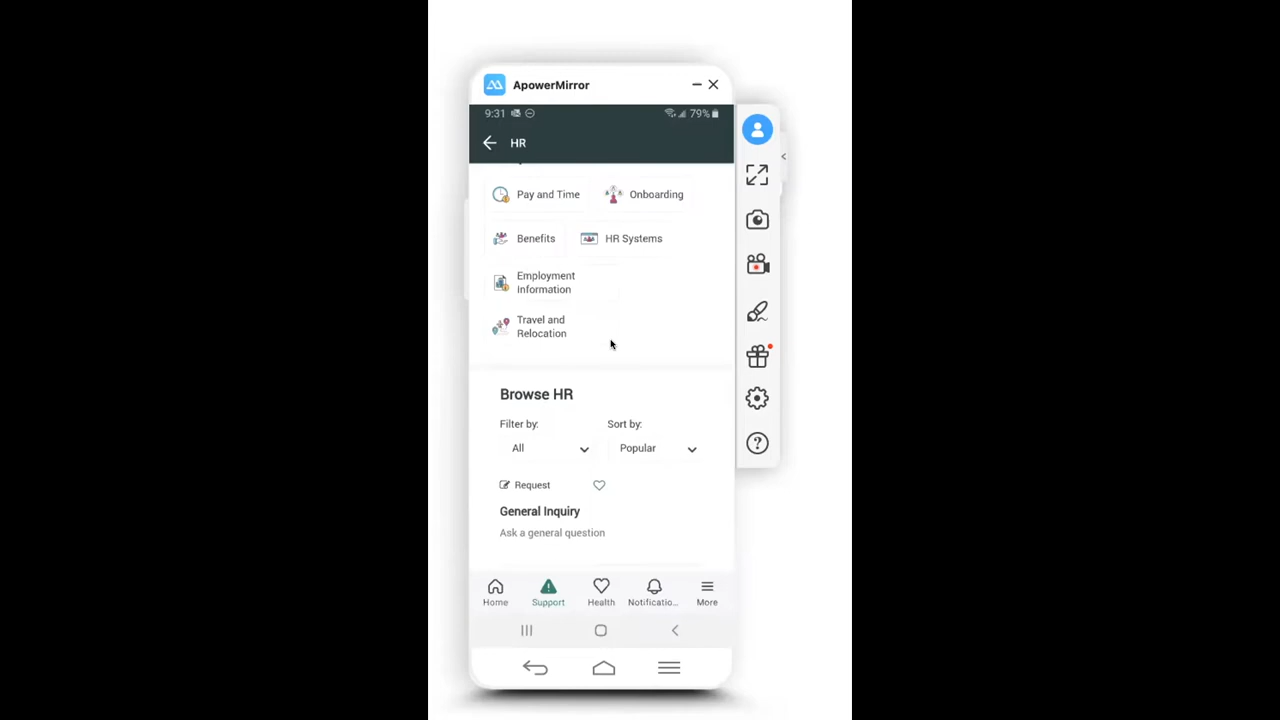 ApowerMirror
9:31
79%
HR
Pay and Time
Onboarding
Benefits
HR Systems
Employment
Information
Travel and
Relocation
Browse HR
Filter by:
Sort by:
All
Popular
Request
General Inquiry
Ask a general question
Home
Support
Health
Notificatio...
More